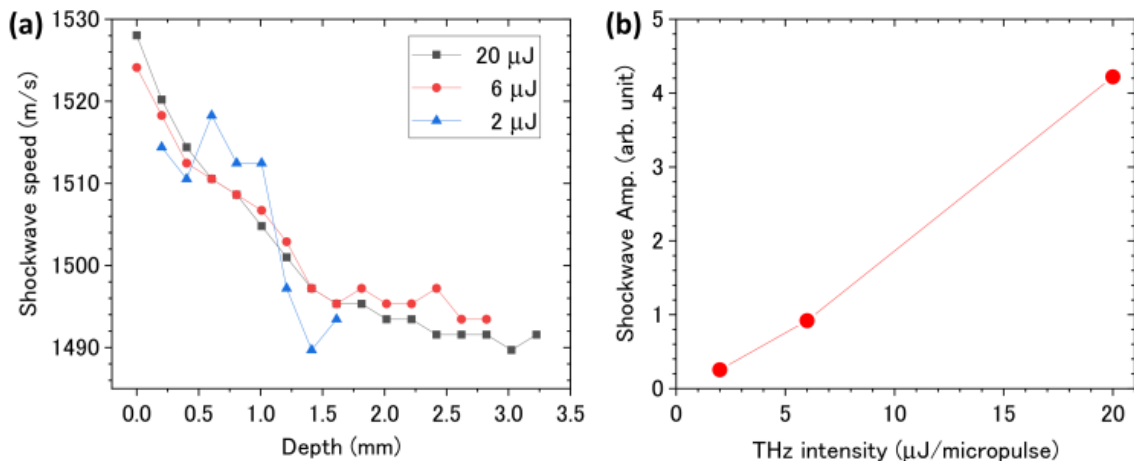 (a)
1530
1520
1510
1500
1490
Shockwave speed (m/s)
20 μJ
6 μJ
2 μJ
0.0 0.5 1.0 1.5 2.0 2.5 3.0 3.5
Depth (mm)
(b)
5
4
3
2
1
0
Shockwave Amp. (arb. unit)
0 5 10 15 20
THz intensity (μJ/micropulse)